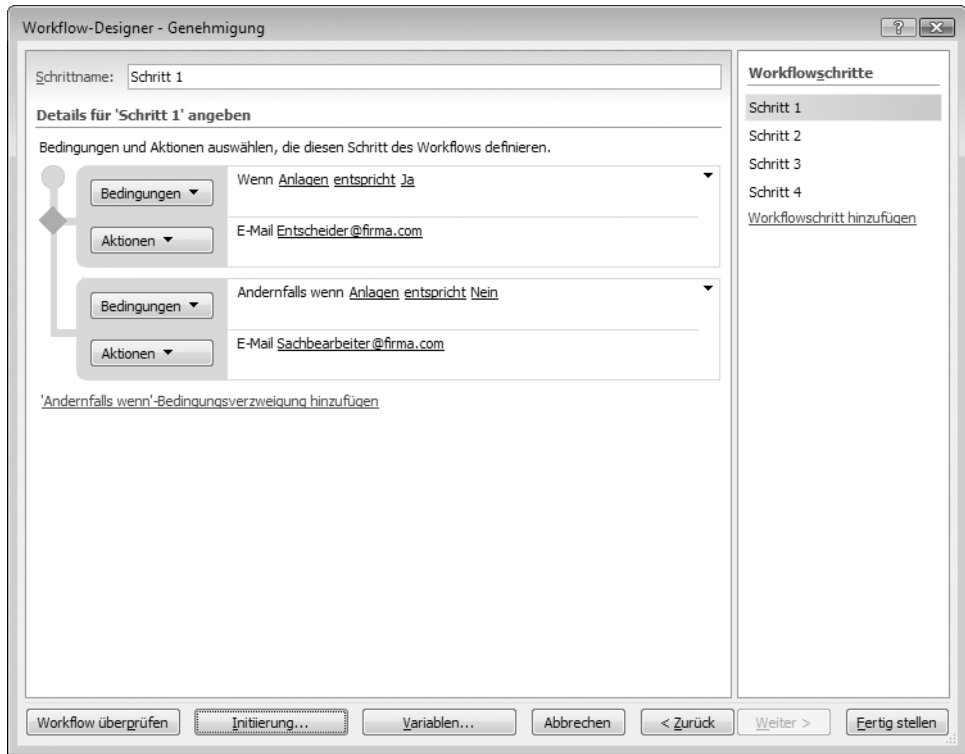 Workflow-Designer - Genehmigung
Schrittname: Schritt 1
Details für 'Schritt 1' angeben
Bedingungen und Aktionen auswählen, die diesen Schritt des Workflows definieren.
Bedingungen
Wenn Anlagen entspricht Ja
Aktionen
E-Mail Entscheider@firma.com
Bedingungen
Andernfalls wenn Anlagen entspricht Nein
Aktionen
E-Mail Sachbearbeiter@firma.com
'Andernfalls wenn'-Bedingungsverzweigung hinzufügen
Workflowschritte
Schritt 1
Schritt 2
Schritt 3
Schritt 4
Workflowschritt hinzufügen
Workflow überprüfen Initiierung... Variablen... Abbrechen < Zurück Weiter > Fertig stellen